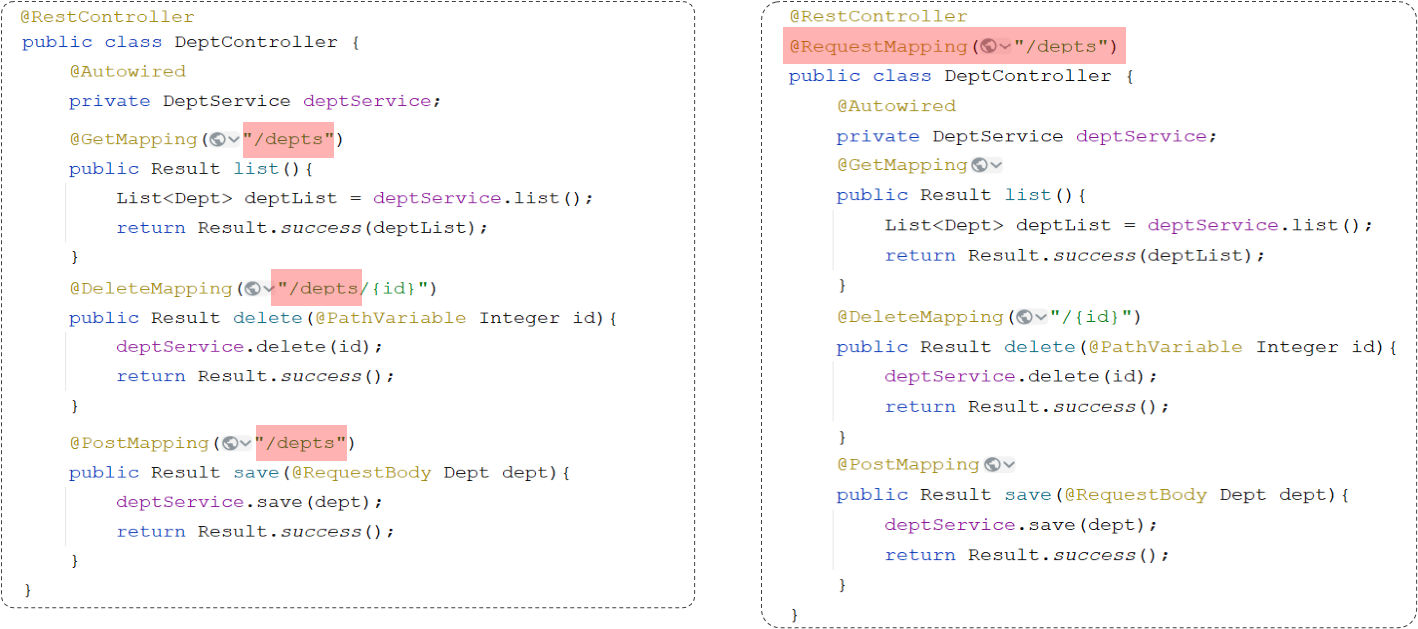 @RestController
public class DeptController {
@Autowired
private DeptService deptService;
@GetMapping("/depts")
public Result list(){
List<Dept> deptList = deptService.list();
return Result.success(deptList);
}
@DeleteMapping("/depts/{id}")
public Result delete(@PathVariable Integer id){
deptService.delete(id);
return Result.success();
}
@PostMapping("/depts")
public Result save(@RequestBody Dept dept){
deptService.save(dept);
return Result.success();
}
}
@RestController
@RequestMapping("/depts")
public class DeptController {
@Autowired
private DeptService deptService;
@GetMapping
public Result list(){
List<Dept> deptList = deptService.list();
return Result.success(deptList);
}
@DeleteMapping("/{id}")
public Result delete(@PathVariable Integer id){
deptService.delete(id);
return Result.success();
}
@PostMapping
public Result save(@RequestBody Dept dept){
deptService.save(dept);
return Result.success();
}
}